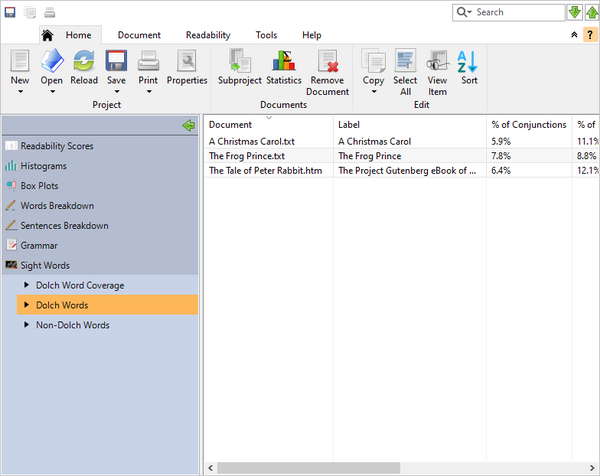 Search
Home Document Readability Tools Help
?
New Open Reload Save Print Properties Subproject Statistics Remove Document Copy Select All View Item Sort
Project Documents Edit
Readability Scores
Histograms
Box Plots
Words Breakdown
Sentences Breakdown
Grammar
Sight Words
Dolch Word Coverage
Dolch Words
Non-Dolch Words
Document Label % of Conjunctions % of
A Christmas Carol.txt A Christmas Carol 5.9% 11.1%
The Frog Prince.txt The Frog Prince 7.8% 8.8%
The Tale of Peter Rabbit.htm The Project Gutenberg eBook of ... 6.4% 12.1%